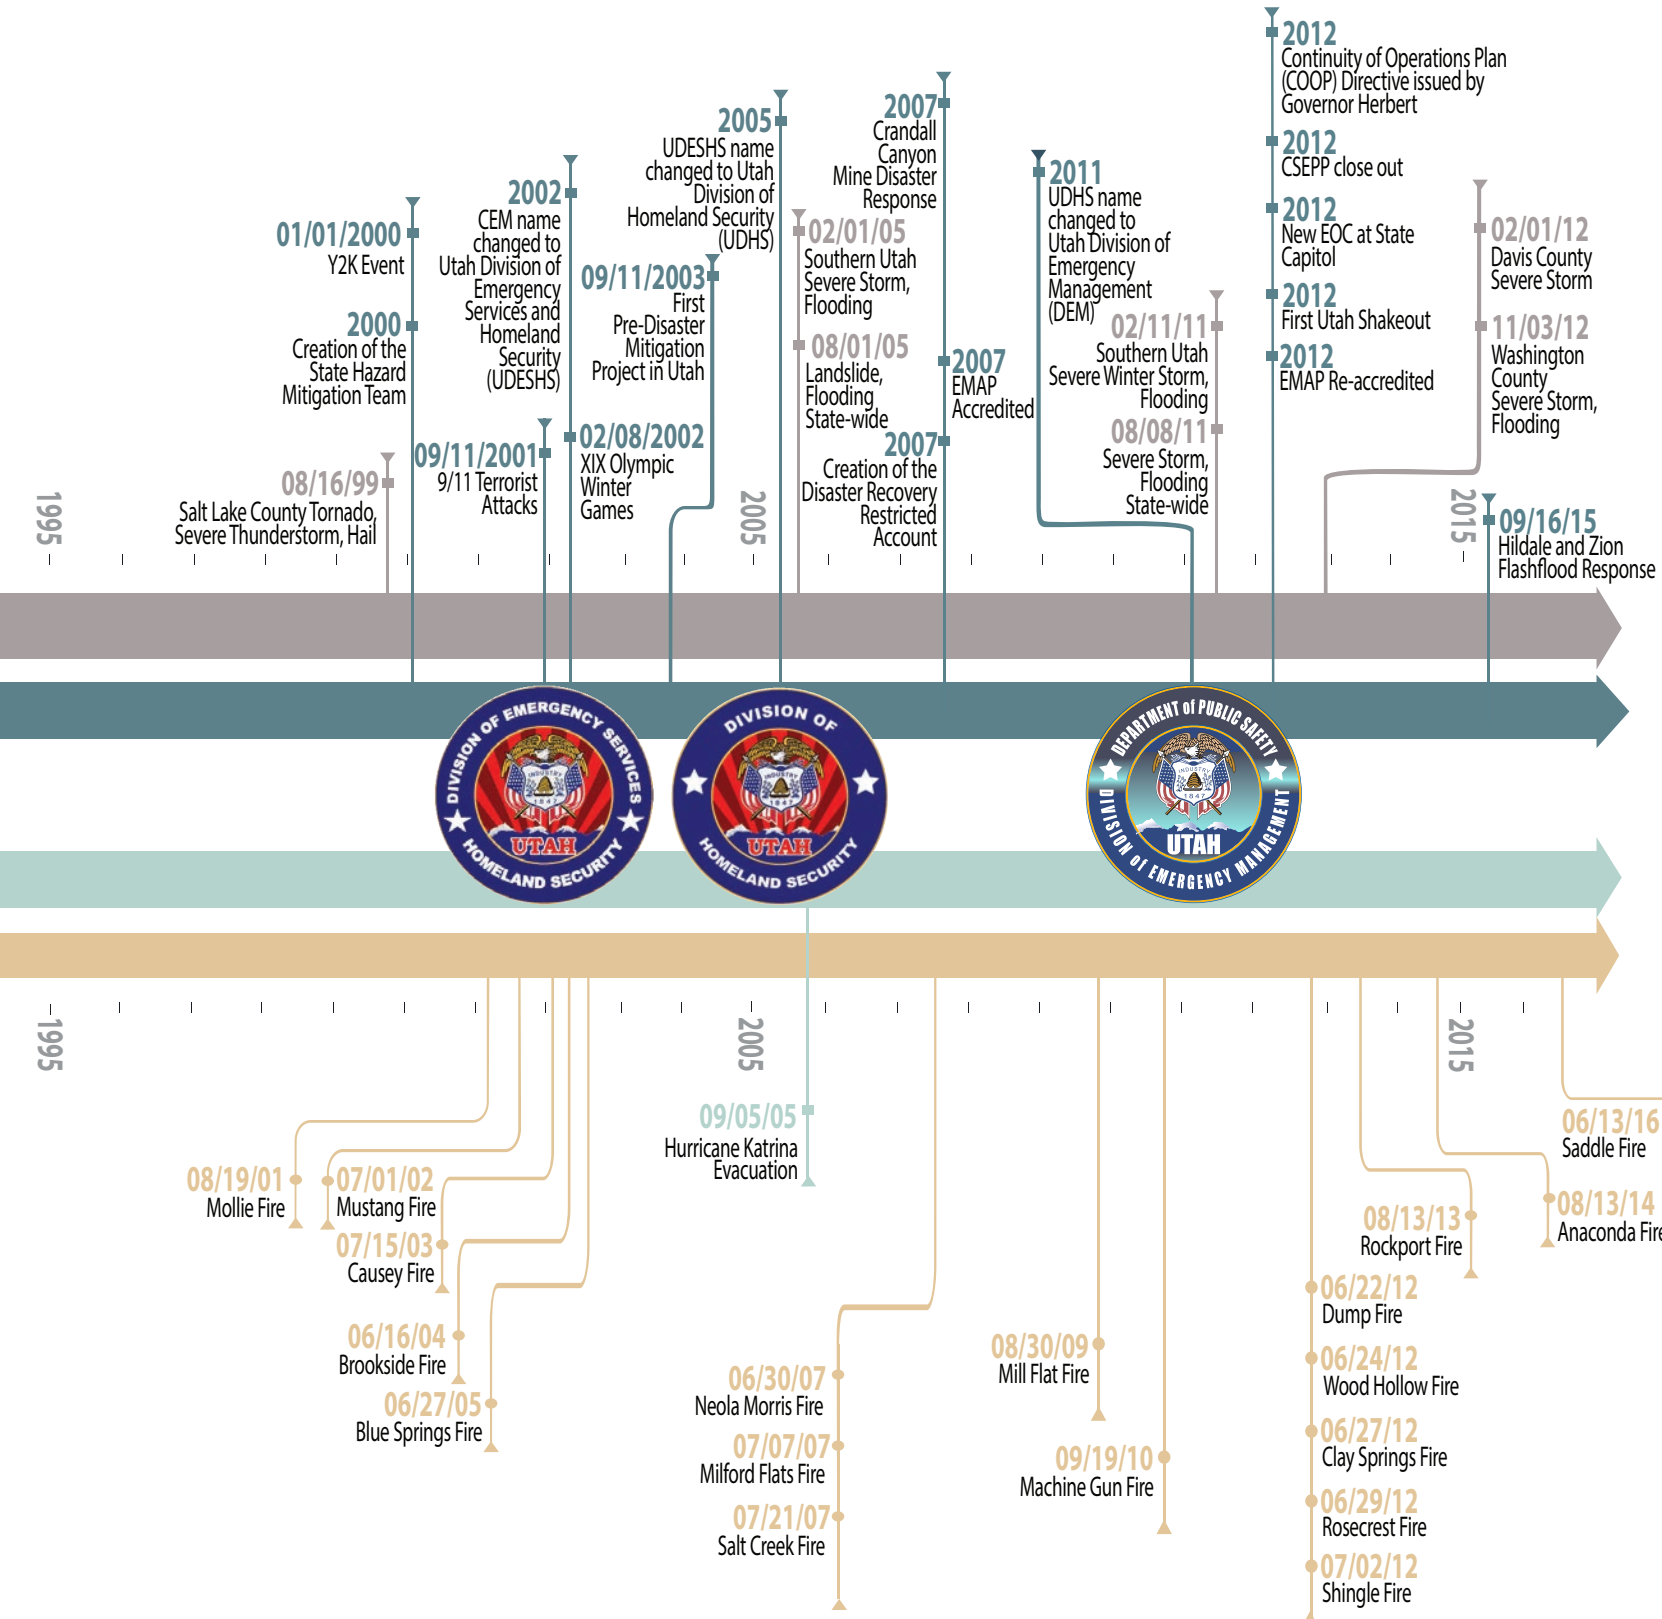 01/01/2000
Y2K Event
2000
Creation of the
State Hazard
Mitigation Team
08/16/99
Salt Lake County Tornado,
Severe Thunderstorm, Hail
2002
CEM name
changed to
Utah Division of
Emergency
Services and
Homeland
Security
(UDESHS)
09/11/2001
9/11 Terrorist
Attacks
02/08/2002
XIX Olympic
Winter
Games
09/11/2003
First
Pre-Disaster
Mitigation
Project in Utah
2005
UDESHS name
changed to Utah
Division of
Homeland Security
(UDHS)
02/01/05
Southern Utah
Severe Storm,
Flooding
08/01/05
Landslide,
Flooding
State-wide
2007
Crandall
Canyon
Mine Disaster
Response
2007
EMAP
Accredited
2007
Creation of the
Disaster Recovery
Restricted
Account
2011
UDHS name
changed to
Utah Division of
Emergency
Management
(DEM)
02/11/11
Southern Utah
Severe Winter Storm,
Flooding
08/08/11
Severe Storm,
Flooding
State-wide
2012
Continuity of Operations Plan
(COOP) Directive issued by
Governor Herbert
2012
CSEPP close out
2012
New EOC at State
Capitol
2012
First Utah Shakeout
2012
EMAP Re-accredited
02/01/12
Davis County
Severe Storm
11/03/12
Washington
County
Severe Storm,
Flooding
09/16/15
Hildale and Zion
Flashflood Response
1995
2005
2015
DIVISION OF EMERGENCY SERVICES
INDUSTRY
1847
UTAH
HOMELAND SECURITY
DIVISION OF
INDUSTRY
1847
UTAH
HOMELAND SECURITY
DEPARTMENT of PUBLIC SAFETY
INDUSTRY
1847
UTAH
DIVISION OF EMERGENCY MANAGEMENT
1995
2005
2015
08/19/01
Mollie Fire
07/01/02
Mustang Fire
07/15/03
Causey Fire
06/16/04
Brookside Fire
06/27/05
Blue Springs Fire
09/05/05
Hurricane Katrina
Evacuation
06/30/07
Neola Morris Fire
07/07/07
Milford Flats Fire
07/21/07
Salt Creek Fire
08/30/09
Mill Flat Fire
09/19/10
Machine Gun Fire
06/22/12
Dump Fire
06/24/12
Wood Hollow Fire
06/27/12
Clay Springs Fire
06/29/12
Rosecrest Fire
07/02/12
Shingle Fire
08/13/13
Rockport Fire
08/13/14
Anaconda Fire
06/13/16
Saddle Fire